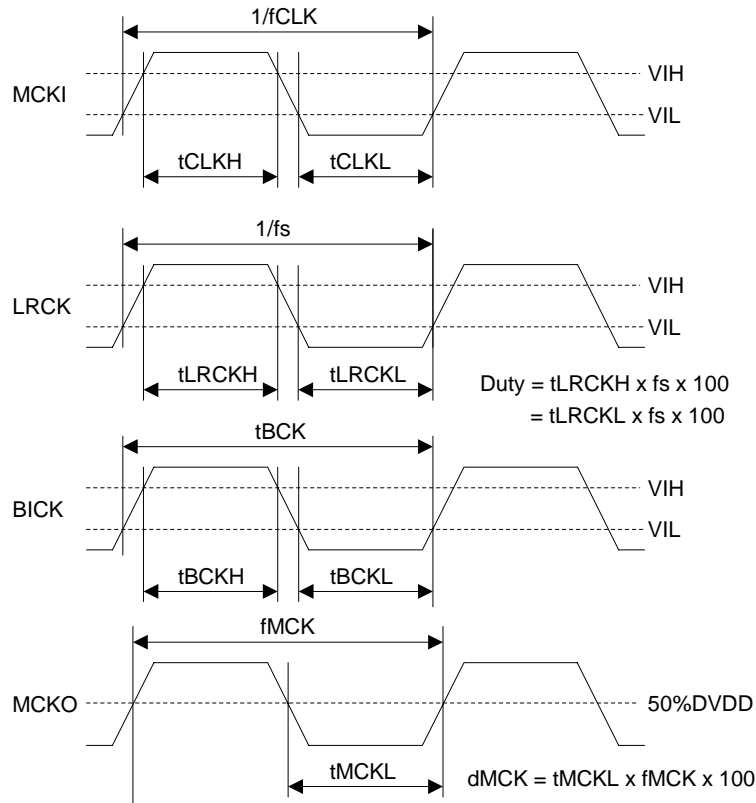 1/fCLK
MCKI
VIH
VIL
tCLKH
tCLKL
1/fs
LRCK
VIH
VIL
tLRCKH
tLRCKL
Duty = tLRCKH x fs x 100
= tLRCKL x fs x 100
tBCK
BICK
VIH
VIL
tBCKH
tBCKL
fMCK
MCKO
50%DVDD
tMCKL
dMCK = tMCKL x fMCK x 100